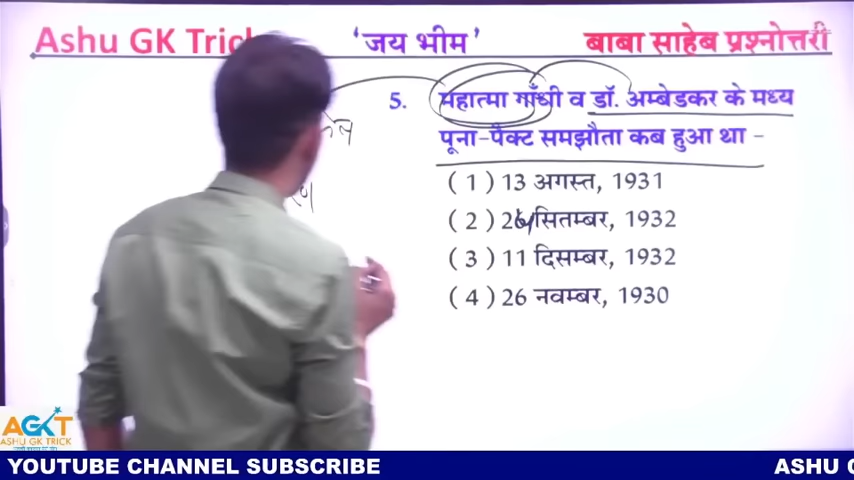 Ashu GK Tric
‘जय भीम’
बाबा साहेब प्रश्नोत्तरी
5. महात्मा गाँधी व डॉ. अम्बेडकर के मध्य
पूना-पैक्ट समझौता कब हुआ था -
( 1 ) 13 अगस्त, 1931
( 2 ) 24 सितम्बर, 1932
( 3 ) 11 दिसम्बर, 1932
( 4 ) 26 नवम्बर, 1930
AGKT
ASHU GK TRICK
YOUTUBE CHANNEL SUBSCRIBE
ASHU